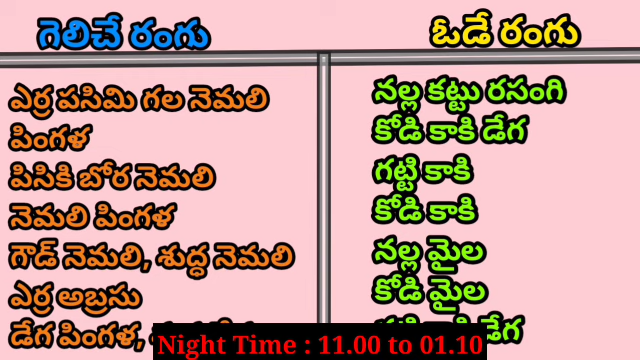 గెలిచే రంగు
ఎర్ర పసిమి గల నెమలి
పింగళ
పిసికి బోర నెమలి
నెమలి పింగళ
గౌడ్ నెమలి, శుద్ధ నెమలి
ఎర్ర అబ్రసు
డేగ పింగళ,
ఓడే రంగు
నల్ల కట్టు రసంగి
కోడి కాకి డేగ
గట్టి కాకి
కోడి కాకి
నల్ల మైల
కోడి మైల
డేగ
Night Time : 11.00 to 01.10